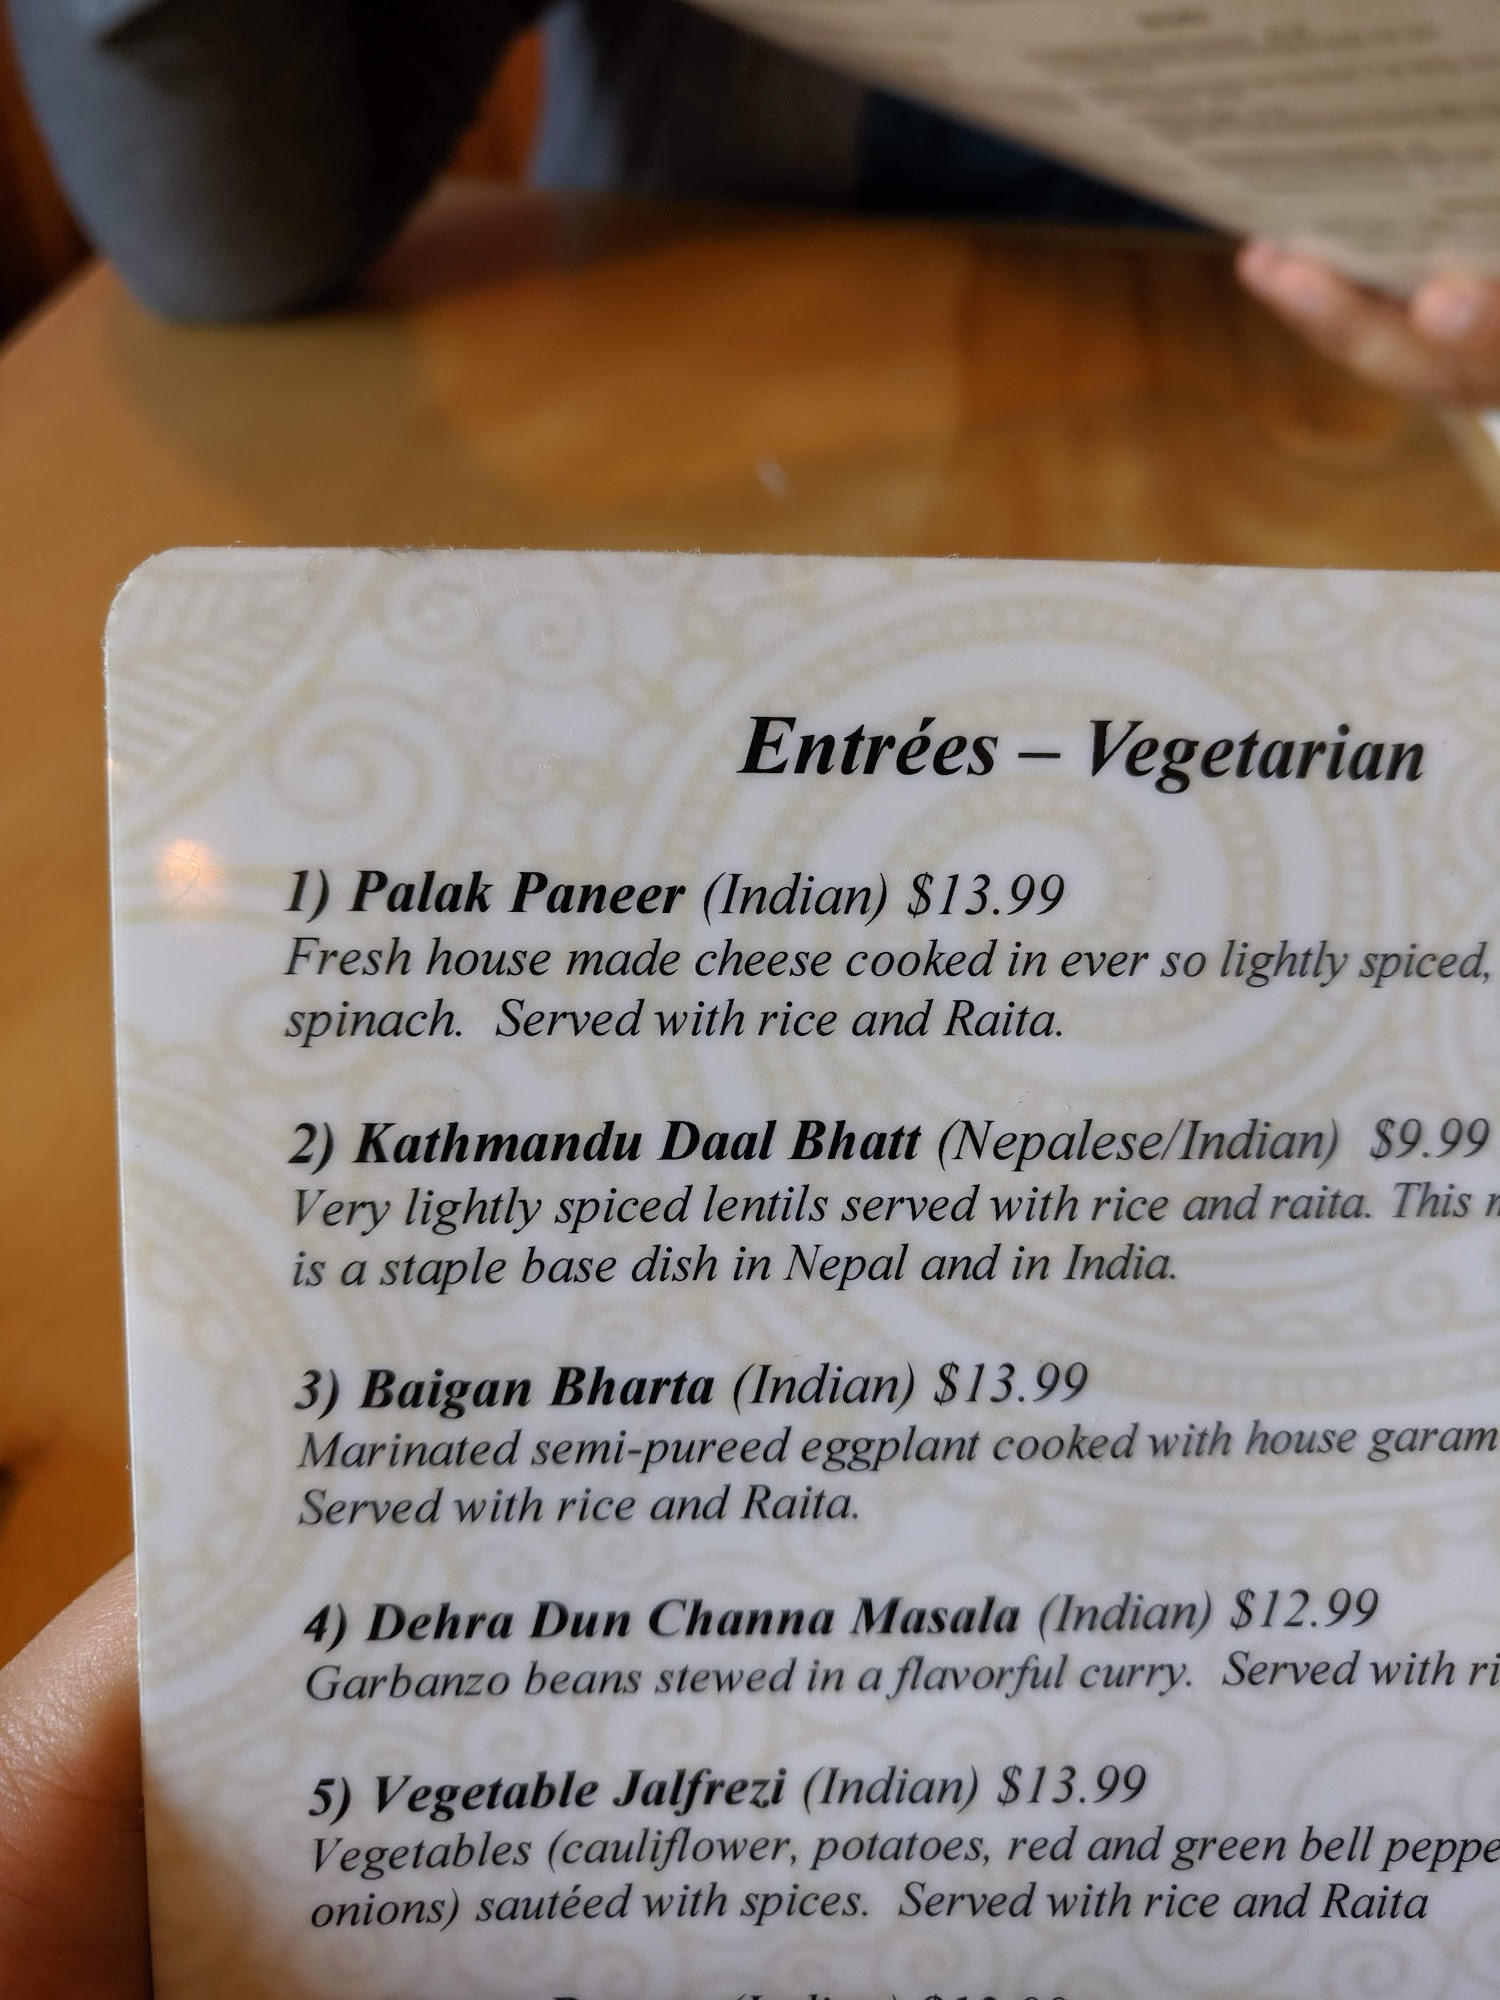 Entrées – Vegetarian
1) Palak Paneer (Indian) $13.99
Fresh house made cheese cooked in ever so lightly spiced,
spinach. Served with rice and Raita.
2) Kathmandu Daal Bhatt (Nepalese/Indian) $9.99
Very lightly spiced lentils served with rice and raita. This
is a staple base dish in Nepal and in India.
3) Baigan Bharta (Indian) $13.99
Marinated semi-pureed eggplant cooked with house garam
Served with rice and Raita.
4) Dehra Dun Channa Masala (Indian) $12.99
Garbanzo beans stewed in a flavorful curry. Served with
5) Vegetable Jalfrezi (Indian) $13.99
Vegetables (cauliflower, potatoes, red and green bell
onions) sautéed with spices. Served with rice and Raita